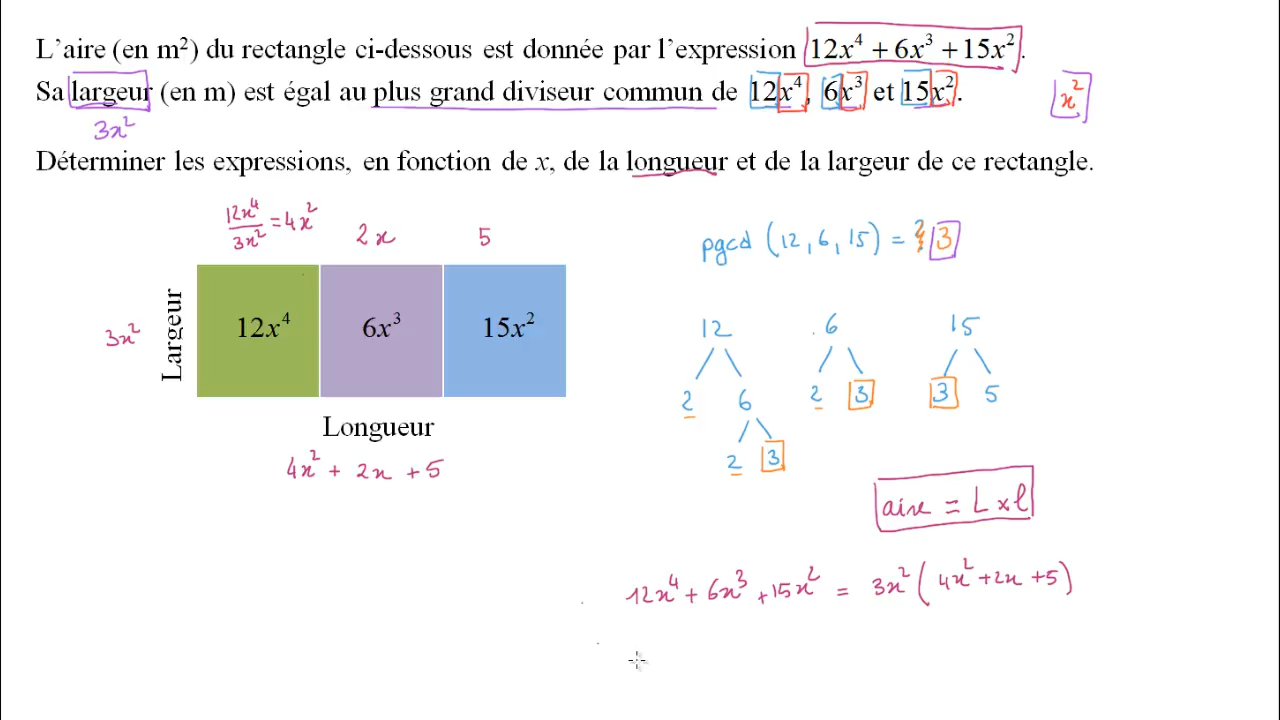 L’aire (en m²) du rectangle ci-dessous est donnée par l’expression 12x⁴ + 6x³ + 15x².
Sa largeur (en m) est égal au plus grand diviseur commun de 12x⁴, 6x³ et 15x².
x²
3x²
Déterminer les expressions, en fonction de x, de la longueur et de la largeur de ce rectangle.
12x⁴/3x² = 4x²
2x
5
pgcd (12, 6, 15) = 3
3x²
Largeur
12x⁴
6x³
15x²
Longueur
4x² + 2x + 5
12
6
15
2
6
2
3
3
5
2
3
aire = L x l
12x⁴ + 6x³ + 15x² = 3x² (4x² + 2x + 5)